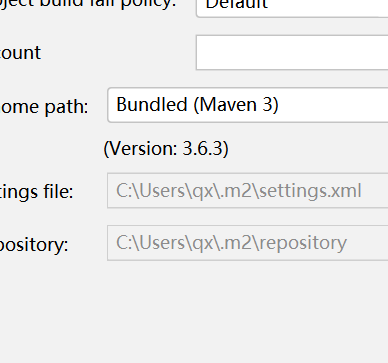 oject build fail policy: Default
count
ome path: Bundled (Maven 3)
(Version: 3.6.3)
tings file: C:\Users\qx\.m2\settings.xml
pository: C:\Users\qx\.m2\repository